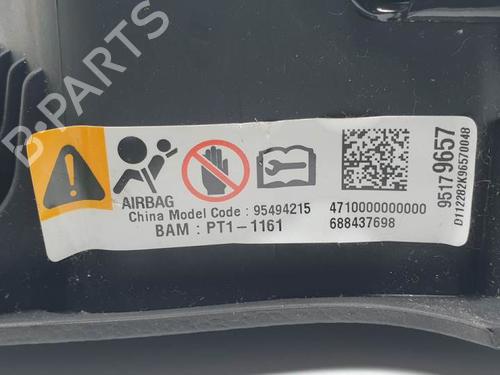 B-PARTS
AIRBAG
China Model Code : 95494215
BAM : PT1-1161
4710000000000
688437698
95179657
D112282K96570048